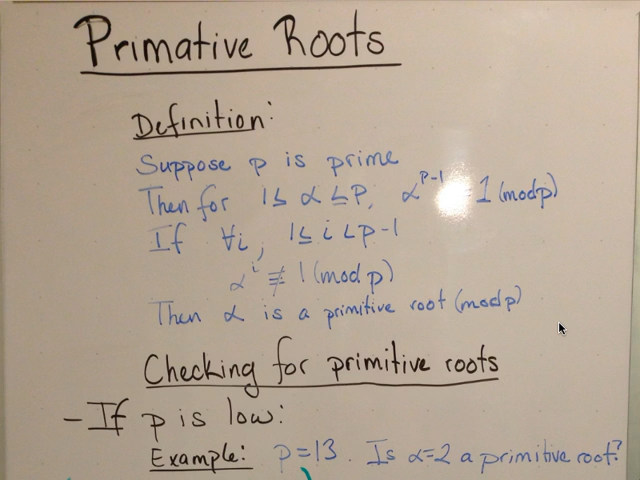 Primative Roots
Definition:
Suppose p is prime
Then for 1≤ α ≤P, α^(p-1) 1 (mod p)
If ∀i, 1≤ i < p-1
α^i ≢ 1 (mod p)
Then α is a primitive root (mod p)
Checking for primitive roots
- If p is low:
Example: p=13. Is α=2 a primitive root?